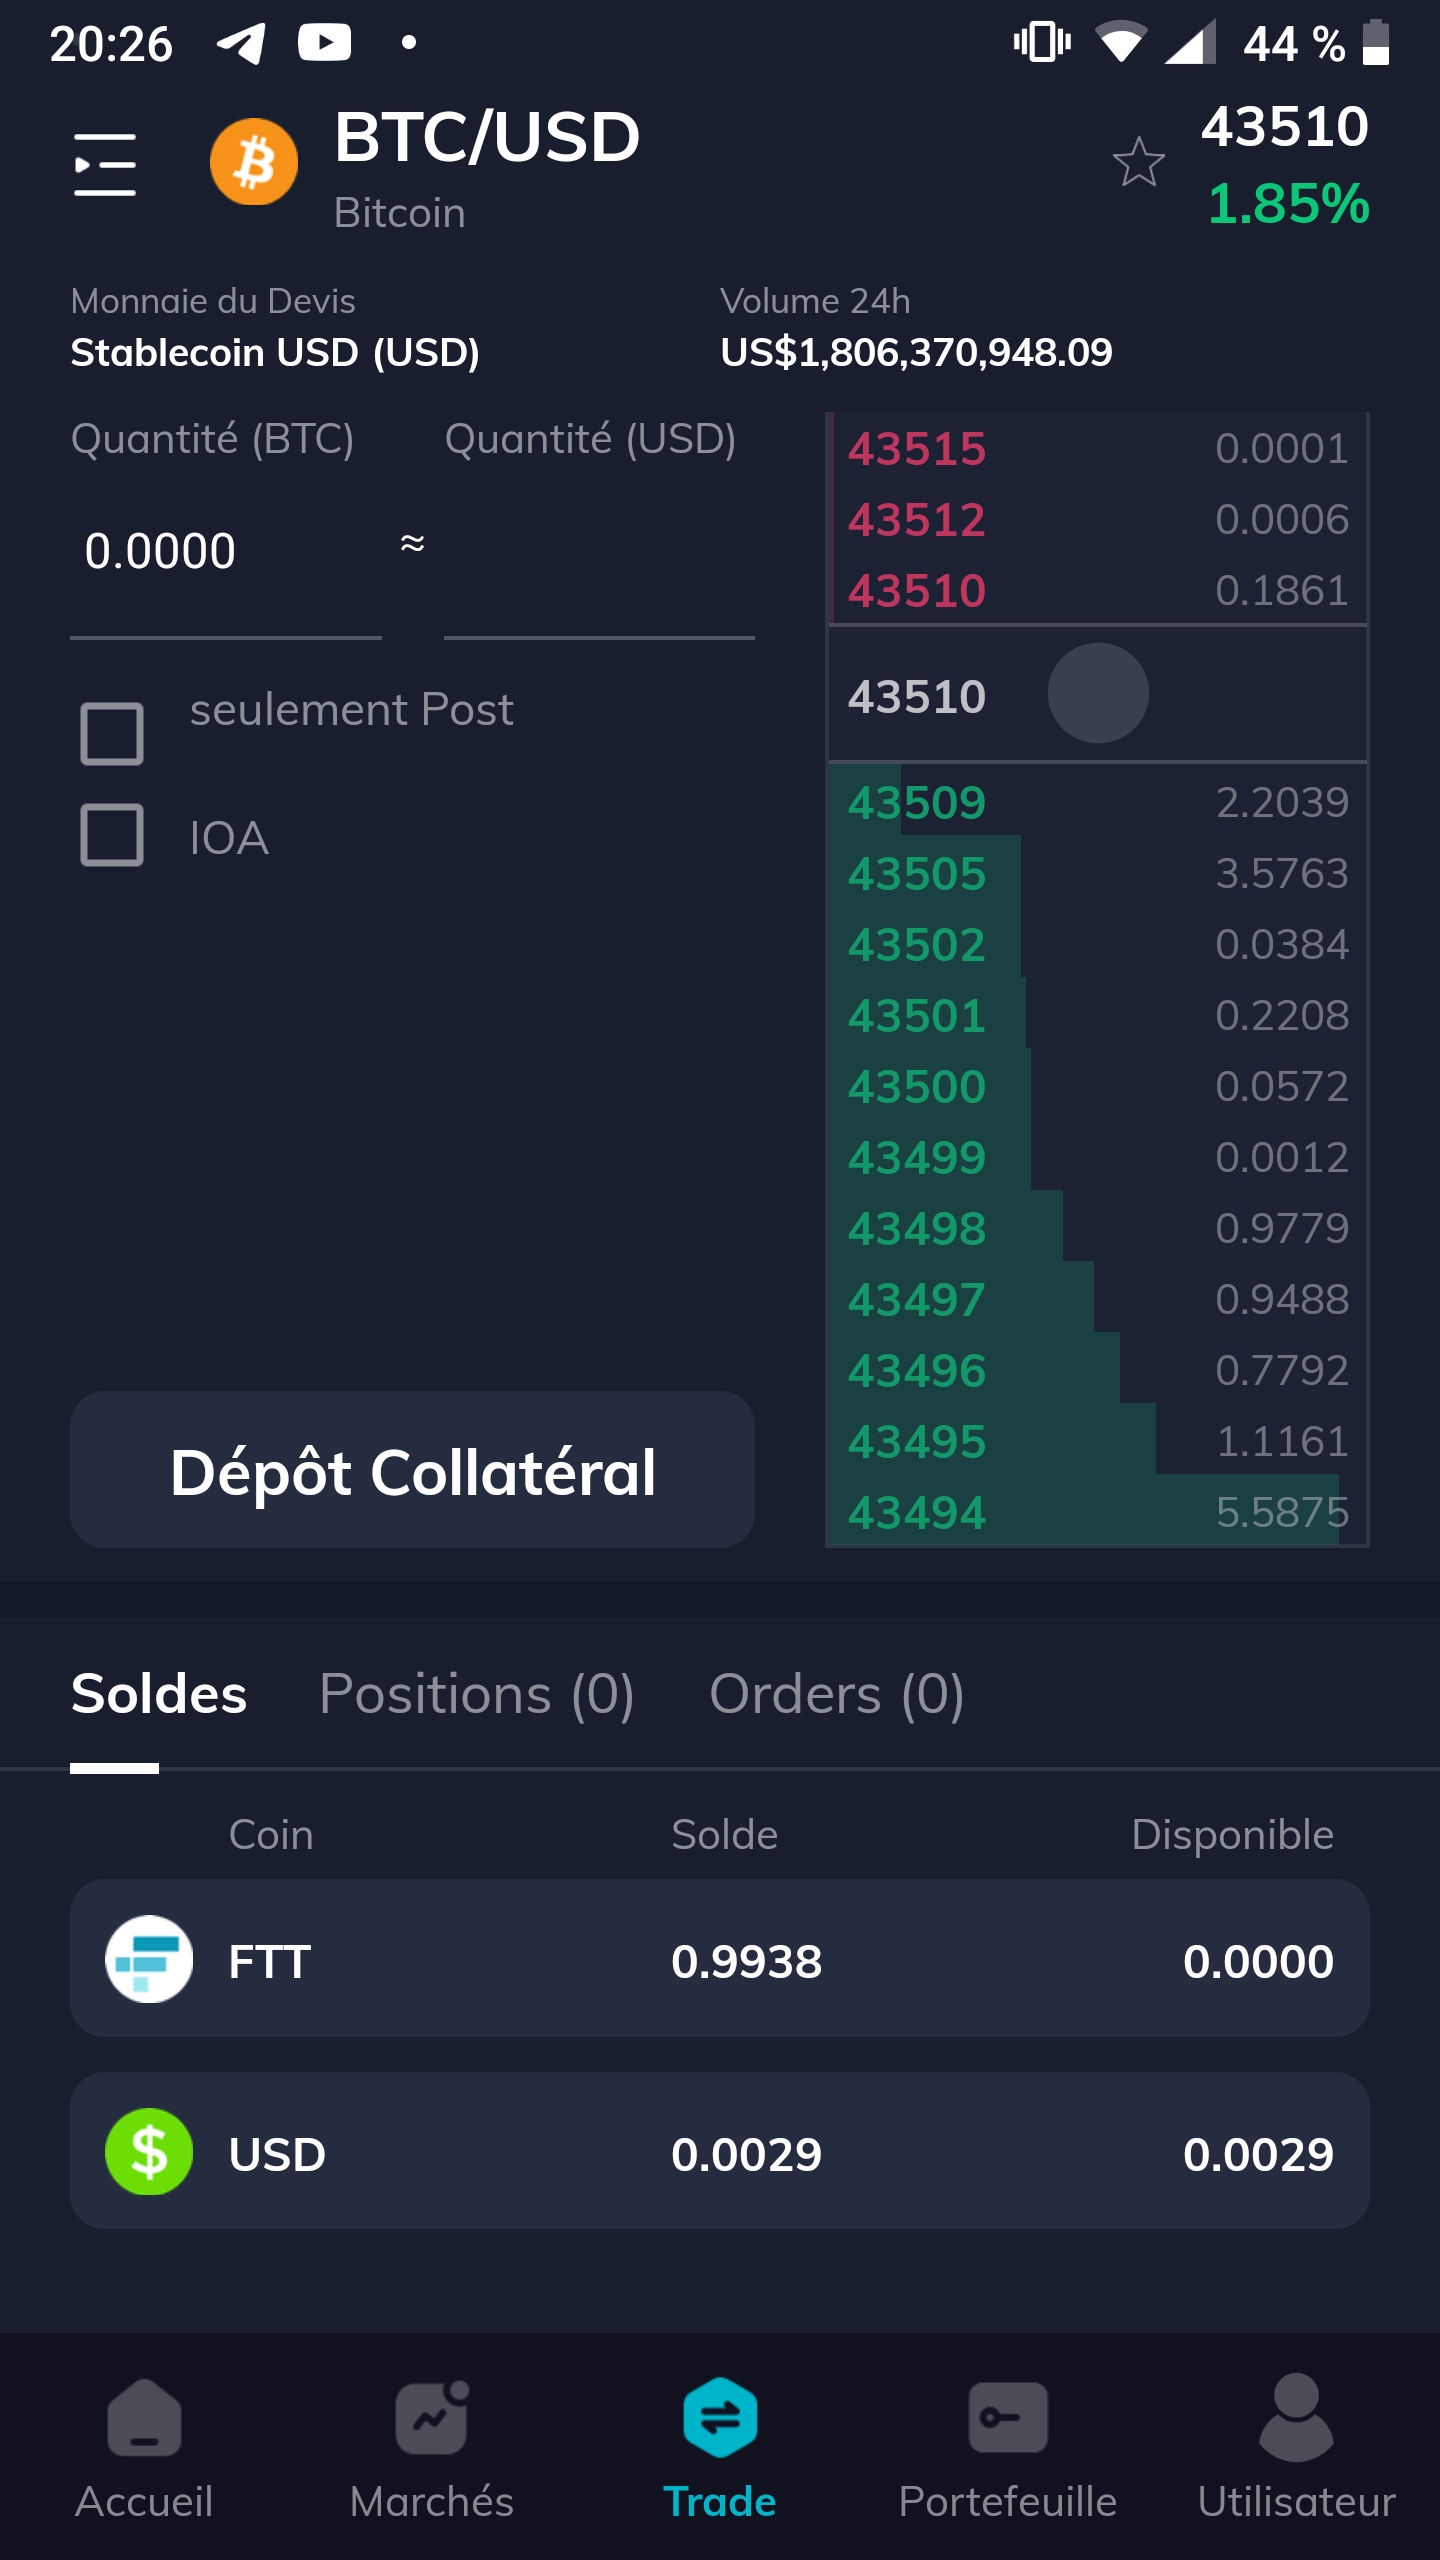 20:26
44 %
BTC/USD
Bitcoin
43510
1.85%
Monnaie du Devis
Volume 24h
Stablecoin USD (USD)
US$1,806,370,948.09
Quantité (BTC)
Quantité (USD)
0.0000
≈
seulement Post
IOA
43515 0.0001
43512 0.0006
43510 0.1861
43510
43509 2.2039
43505 3.5763
43502 0.0384
43501 0.2208
43500 0.0572
43499 0.0012
43498 0.9779
43497 0.9488
43496 0.7792
43495 1.1161
43494 5.5875
Dépôt Collatéral
Soldes Positions (0) Orders (0)
Coin Solde Disponible
FTT 0.9938 0.0000
USD 0.0029 0.0029
Accueil Marchés Trade Portefeuille Utilisateur